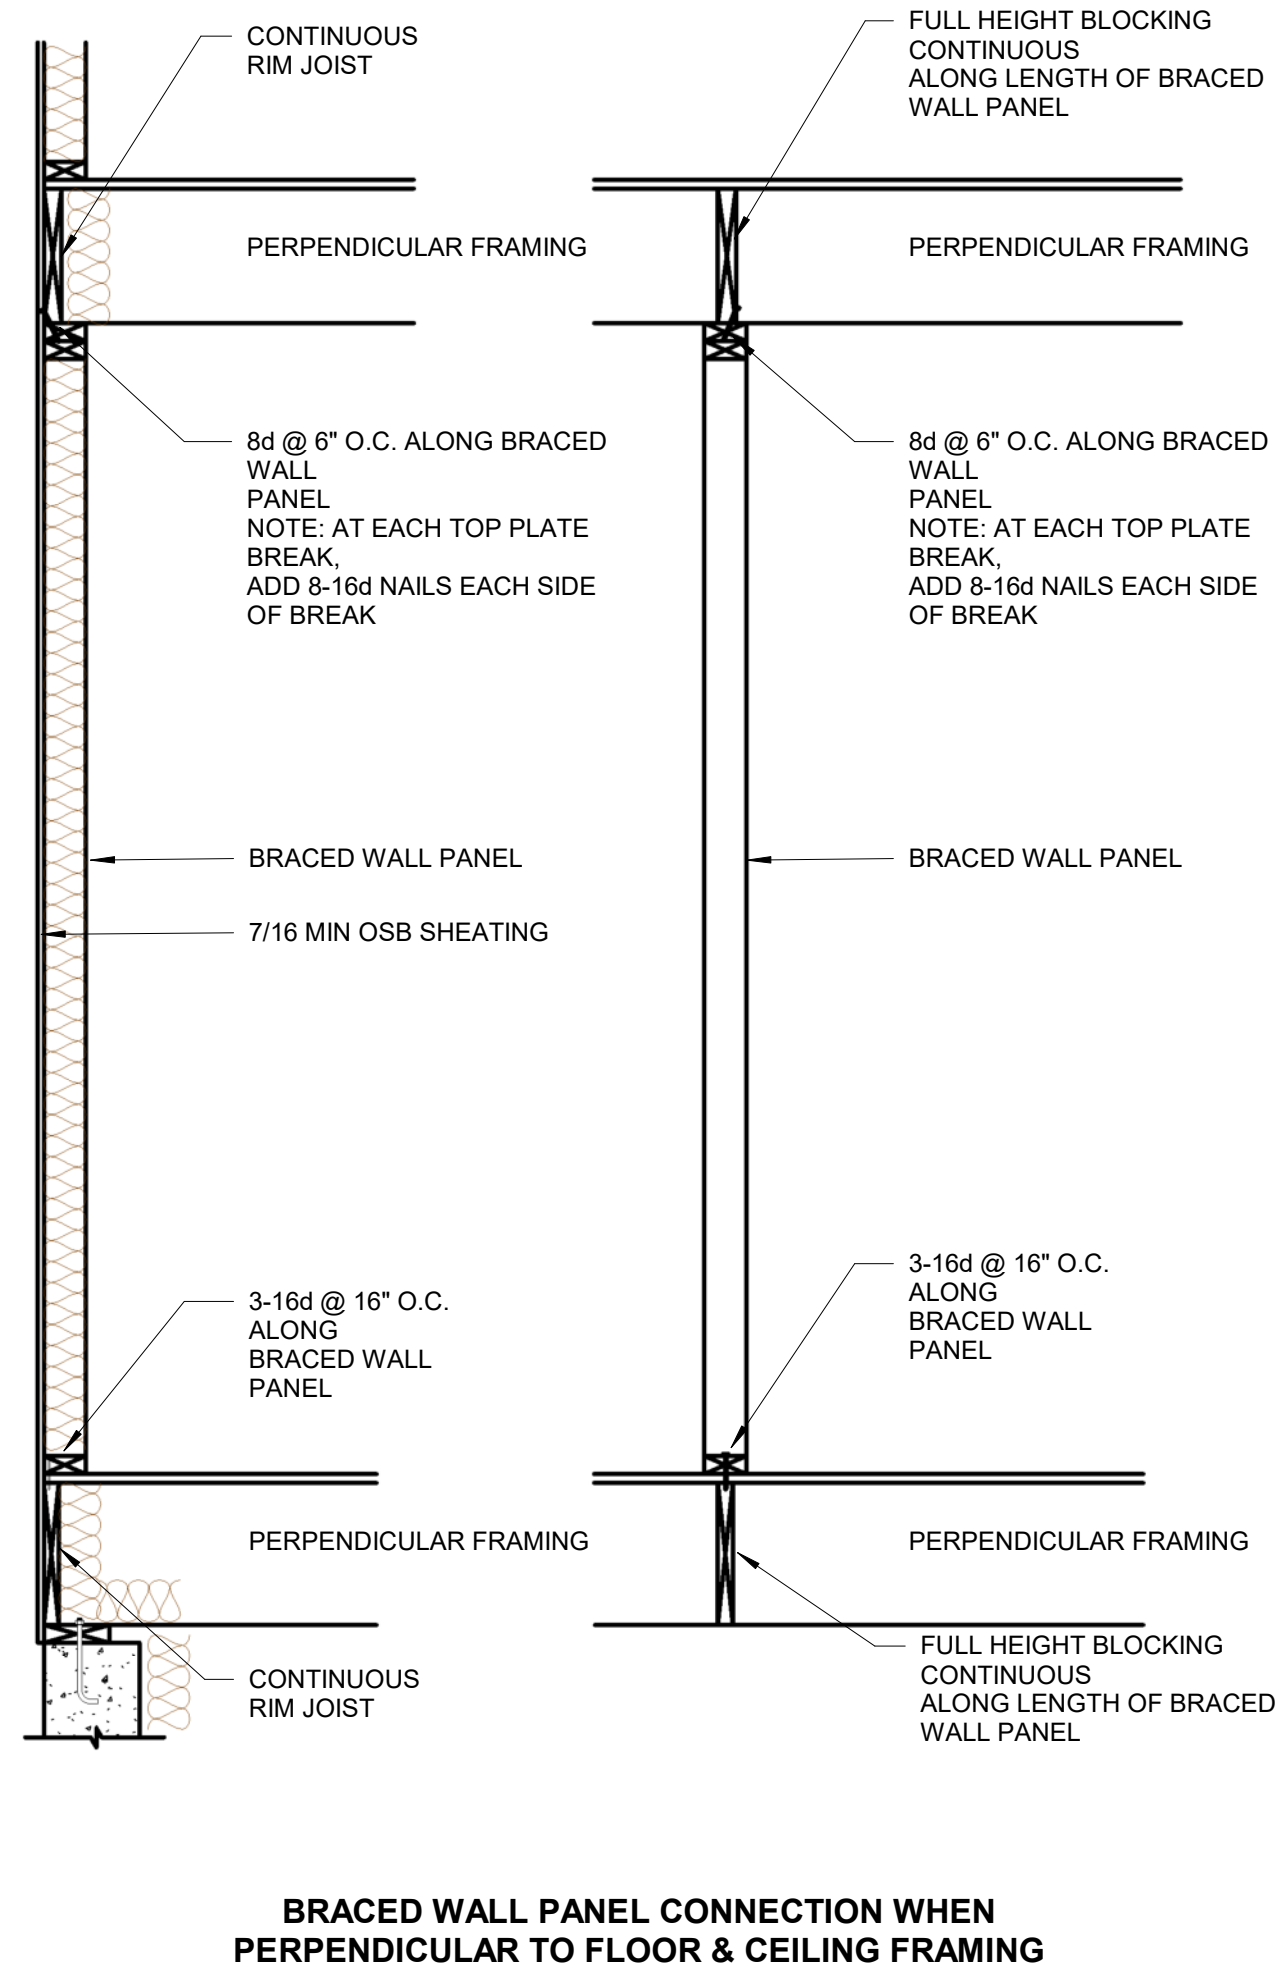 CONTINUOUS
RIM JOIST
FULL HEIGHT BLOCKING
CONTINUOUS
ALONG LENGTH OF BRACED
WALL PANEL
PERPENDICULAR FRAMING
PERPENDICULAR FRAMING
8d @ 6" O.C. ALONG BRACED
WALL
PANEL
NOTE: AT EACH TOP PLATE
BREAK,
ADD 8-16d NAILS EACH SIDE
OF BREAK
8d @ 6" O.C. ALONG BRACED
WALL
PANEL
NOTE: AT EACH TOP PLATE
BREAK,
ADD 8-16d NAILS EACH SIDE
OF BREAK
BRACED WALL PANEL
BRACED WALL PANEL
7/16 MIN OSB SHEATING
3-16d @ 16" O.C.
ALONG
BRACED WALL
PANEL
3-16d @ 16" O.C.
ALONG
BRACED WALL
PANEL
PERPENDICULAR FRAMING
PERPENDICULAR FRAMING
CONTINUOUS
RIM JOIST
FULL HEIGHT BLOCKING
CONTINUOUS
ALONG LENGTH OF BRACED
WALL PANEL
BRACED WALL PANEL CONNECTION WHEN
PERPENDICULAR TO FLOOR & CEILING FRAMING